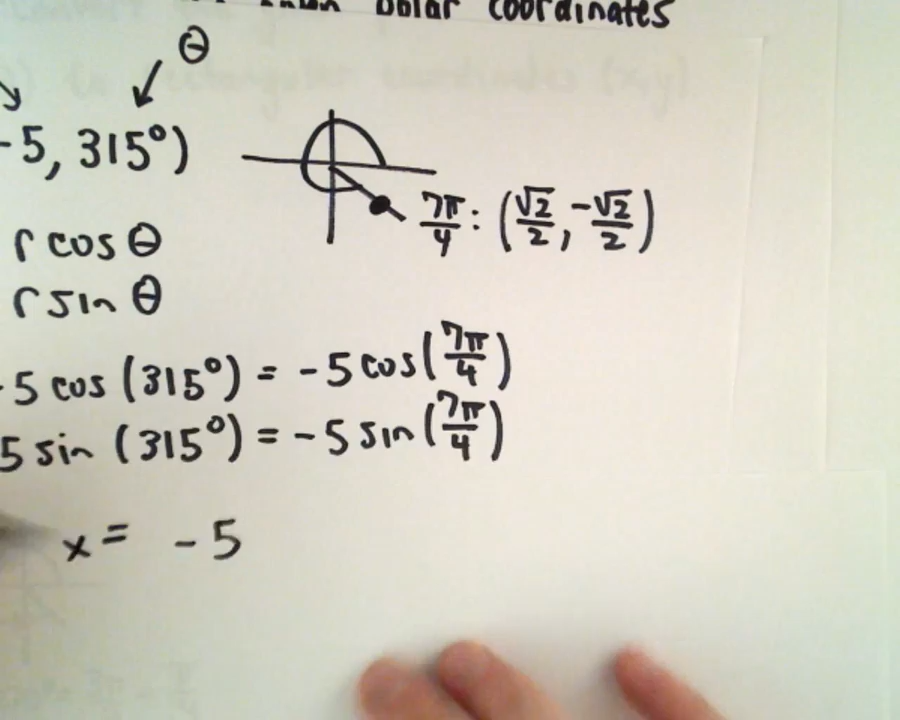 polar coordinates
θ
-5, 315°)
7π/4 : (√2/2, -√2/2)
r cos θ
r sin θ
-5 cos (315°) = -5 cos(7π/4)
5 sin (315°) = -5 sin(7π/4)
x = -5